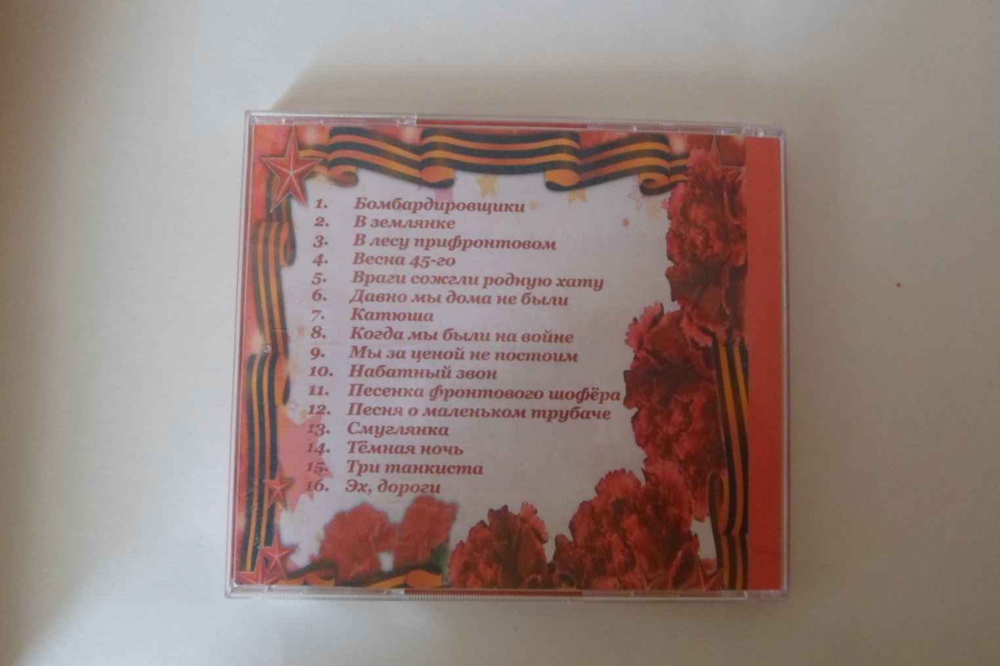 1. Бомбардировщики
2. В землянке
3. В лесу прифронтовом
4. Весна 45-го
5. Враги сожгли родную хату
6. Давно мы дома не были
7. Катюша
8. Когда мы были на войне
9. Мы за ценой не постоим
10. Набатный звон
11. Песенка фронтового шофёра
12. Песня о маленьком трубаче
13. Смуглянка
14. Тёмная ночь
15. Три танкиста
16. Эх, дороги